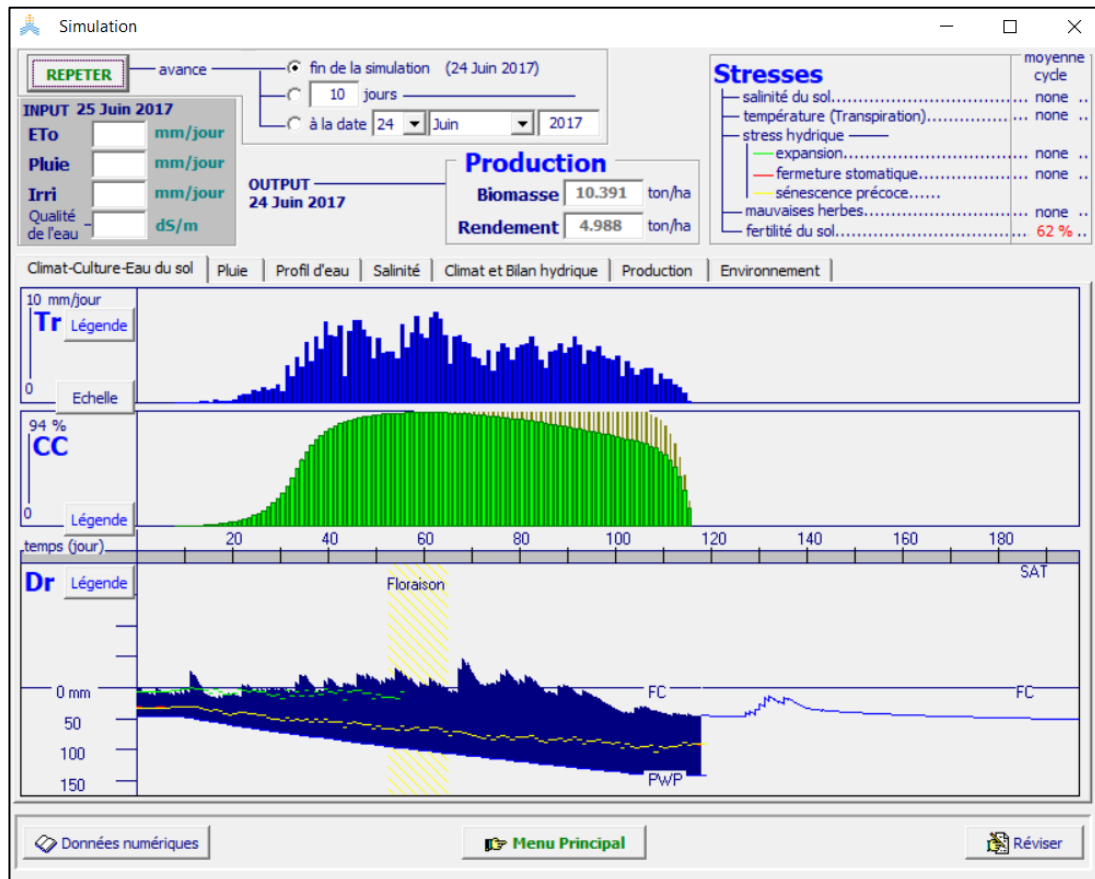 Simulation
REPETER
avance
fin de la simulation (24 Juin 2017)
10 jours
à la date 24 Juin 2017
INPUT 25 Juin 2017
ETo mm/jour
Pluie mm/jour
Irri mm/jour
Qualité de l'eau dS/m
OUTPUT
24 Juin 2017
Production
Biomasse 10.391 ton/ha
Rendement 4.988 ton/ha
Stresses
moyenne
cycle
salinité du sol............................... none ..
température (Transpiration)................ none ..
stress hydrique
expansion......................... none ..
fermeture stomatique............... none ..
sénescence précoce......
mauvaises herbes........................... none ..
fertilité du sol............................... 62 % ..
Climat-Culture-Eau du sol
Pluie
Profil d'eau
Salinité
Climat et Bilan hydrique
Production
Environnement
10 mm/jour
Tr
Légende
0
Echelle
94 %
CC
0
Légende
temps (jour)
20 40 60 80 100 120 140 160 180
Dr
Légende
SAT
Floraison
0 mm
FC
FC
50
100
PWP
150
Données numériques
Menu Principal
Réviser